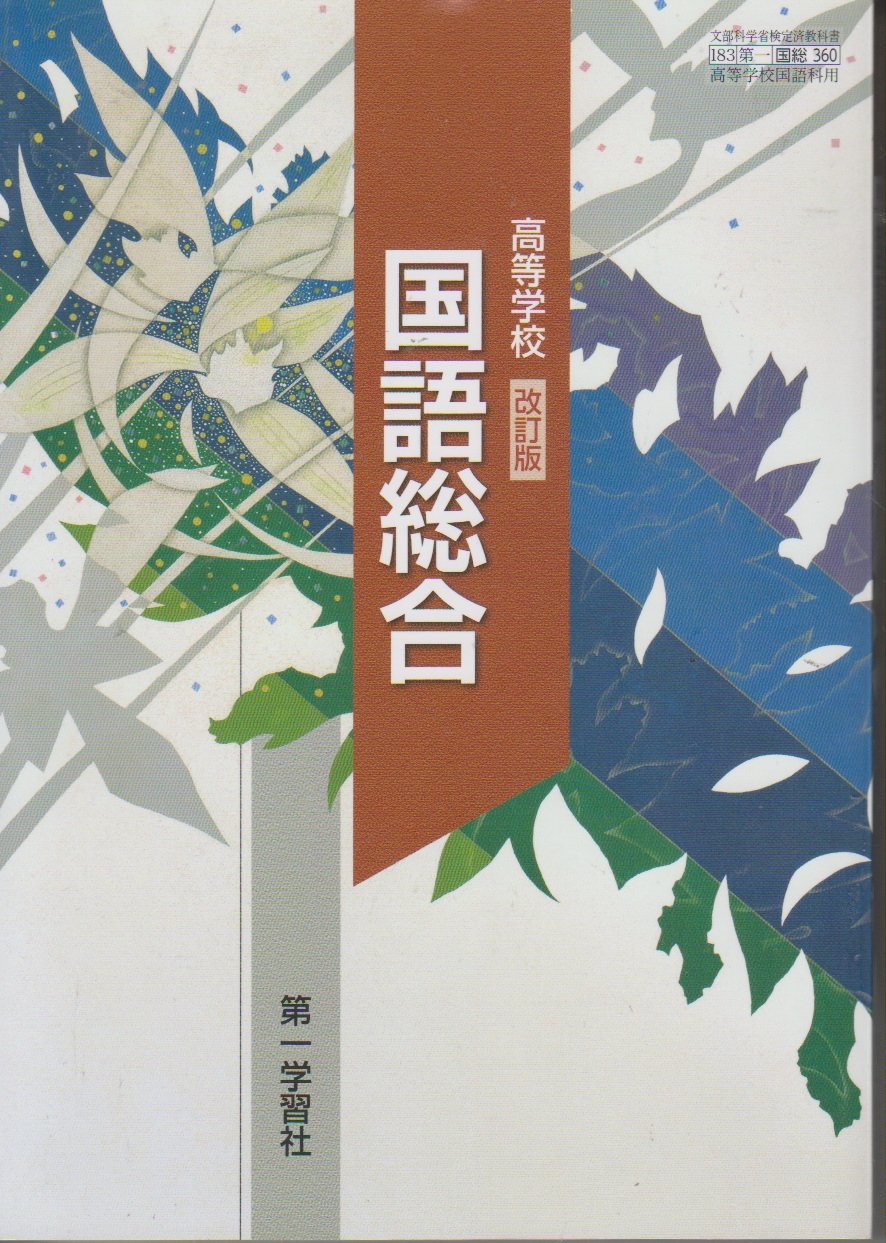 文部科学省検定済教科書
183 第一 国総 360
高等学校国語科用
高等学校 改訂版
国語総合
第一学習社